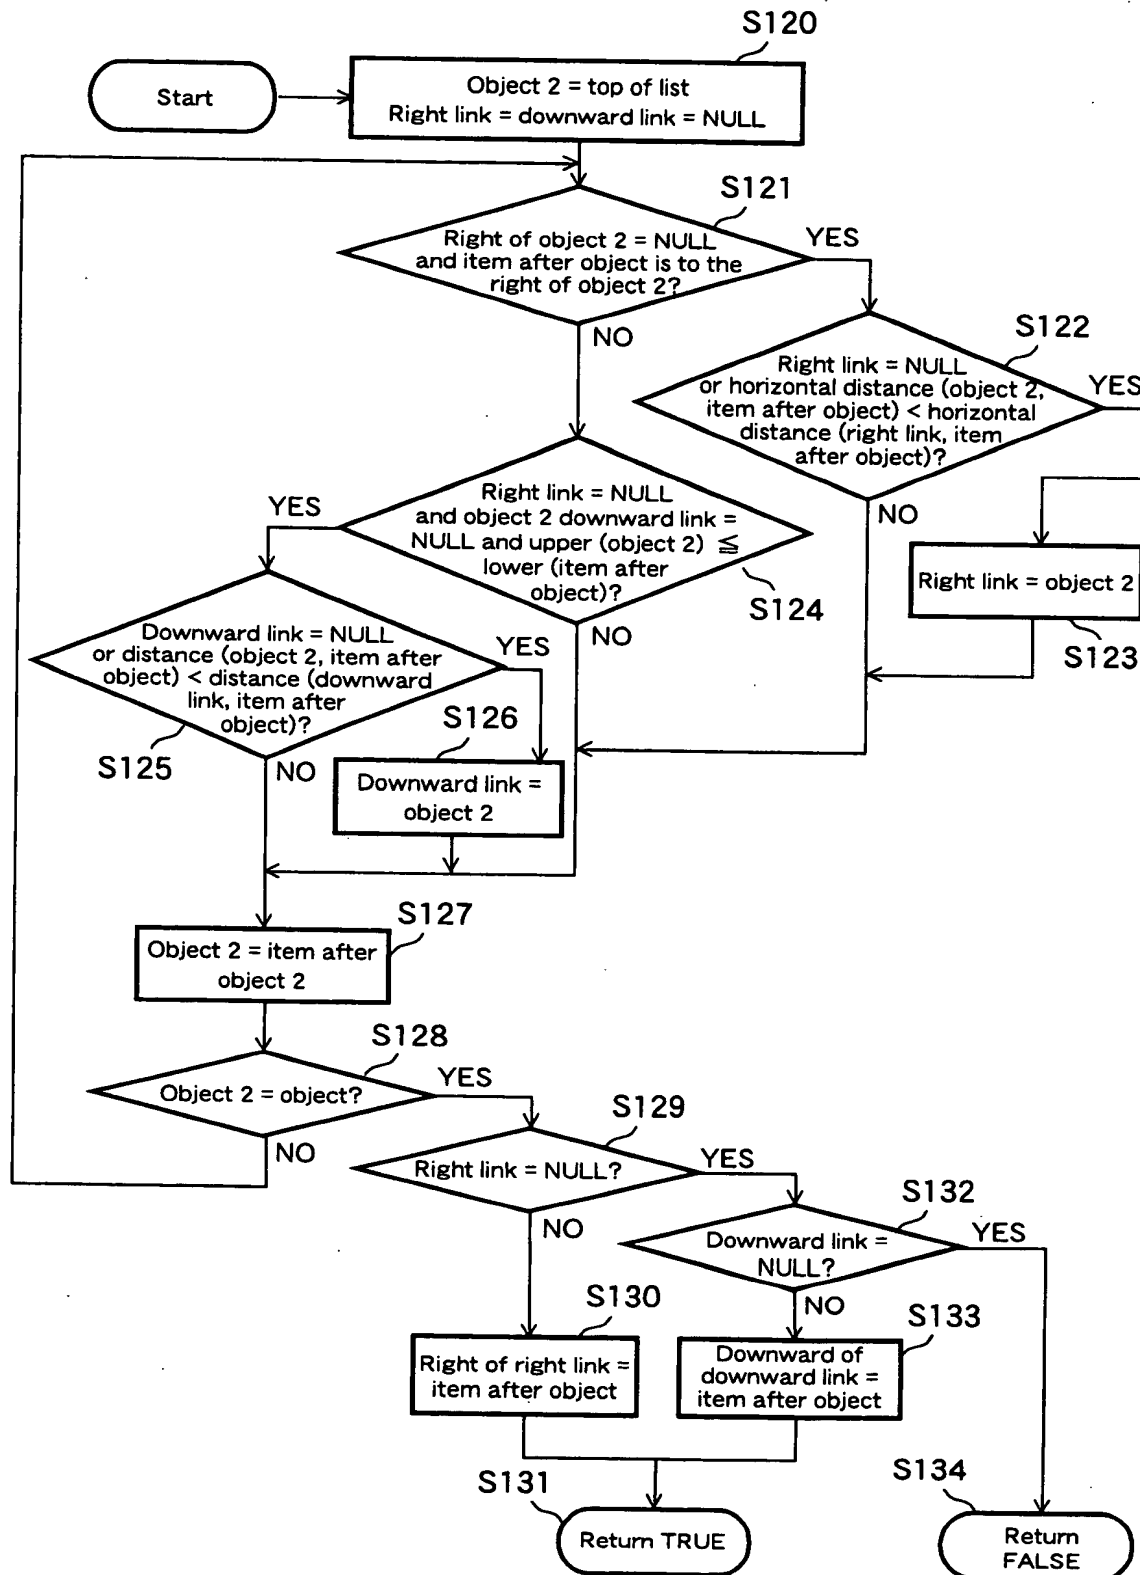 S120
Start
Object 2 = top of list
Right link = downward link = NULL
S121
Right of object 2 = NULL
and item after object is to the
right of object 2?
YES
NO
S122
Right link = NULL
or horizontal distance (object 2,
item after object) < horizontal
distance (right link, item
after object)?
YES
NO
Right link = object 2
S123
Right link = NULL
and object 2 downward link =
NULL and upper (object 2) ≦
lower (item after
object)?
YES
S124
NO
Downward link = NULL
or distance (object 2, item after
object) < distance (downward
link, item after
object)?
YES
S125
NO
S126
Downward link =
object 2
S127
Object 2 = item after
object 2
S128
Object 2 = object?
YES
NO
S129
Right link = NULL?
YES
NO
S132
Downward link =
NULL?
YES
NO
S130
Right of right link =
item after object
S133
Downward of
downward link =
item after object
S131
Return TRUE
S134
Return
FALSE